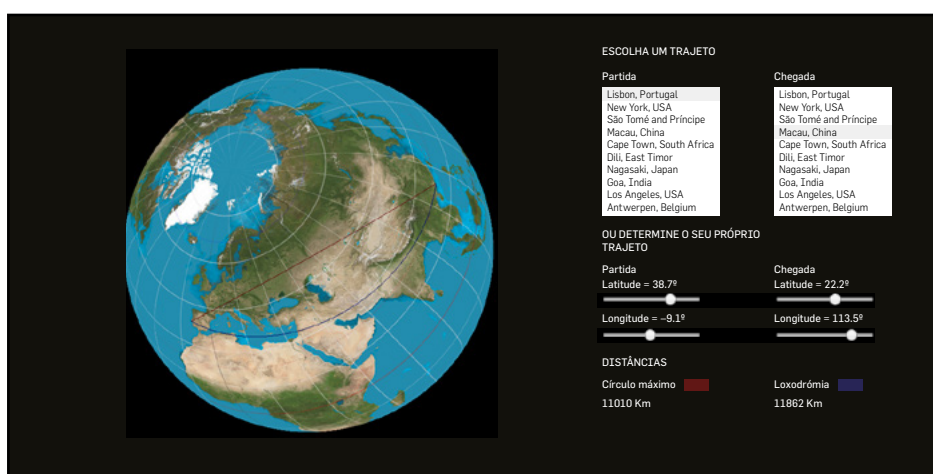 ESCOLHA UM TRAJETO
Partida
Lisbon, Portugal
New York, USA
São Tomé and Príncipe
Macau, China
Cape Town, South Africa
Dili, East Timor
Nagasaki, Japan
Goa, India
Los Angeles, USA
Antwerpen, Belgium
Chegada
Lisbon, Portugal
New York, USA
São Tomé and Príncipe
Macau, China
Cape Town, South Africa
Dili, East Timor
Nagasaki, Japan
Goa, India
Los Angeles, USA
Antwerpen, Belgium
OU DETERMINE O SEU PRÓPRIO
TRAJETO
Partida
Latitude = 38.7º
Longitude = –9.1º
Chegada
Latitude = 22.2º
Longitude = 113.5º
DISTÂNCIAS
Círculo máximo
11010 Km
Loxodrómia
11862 Km